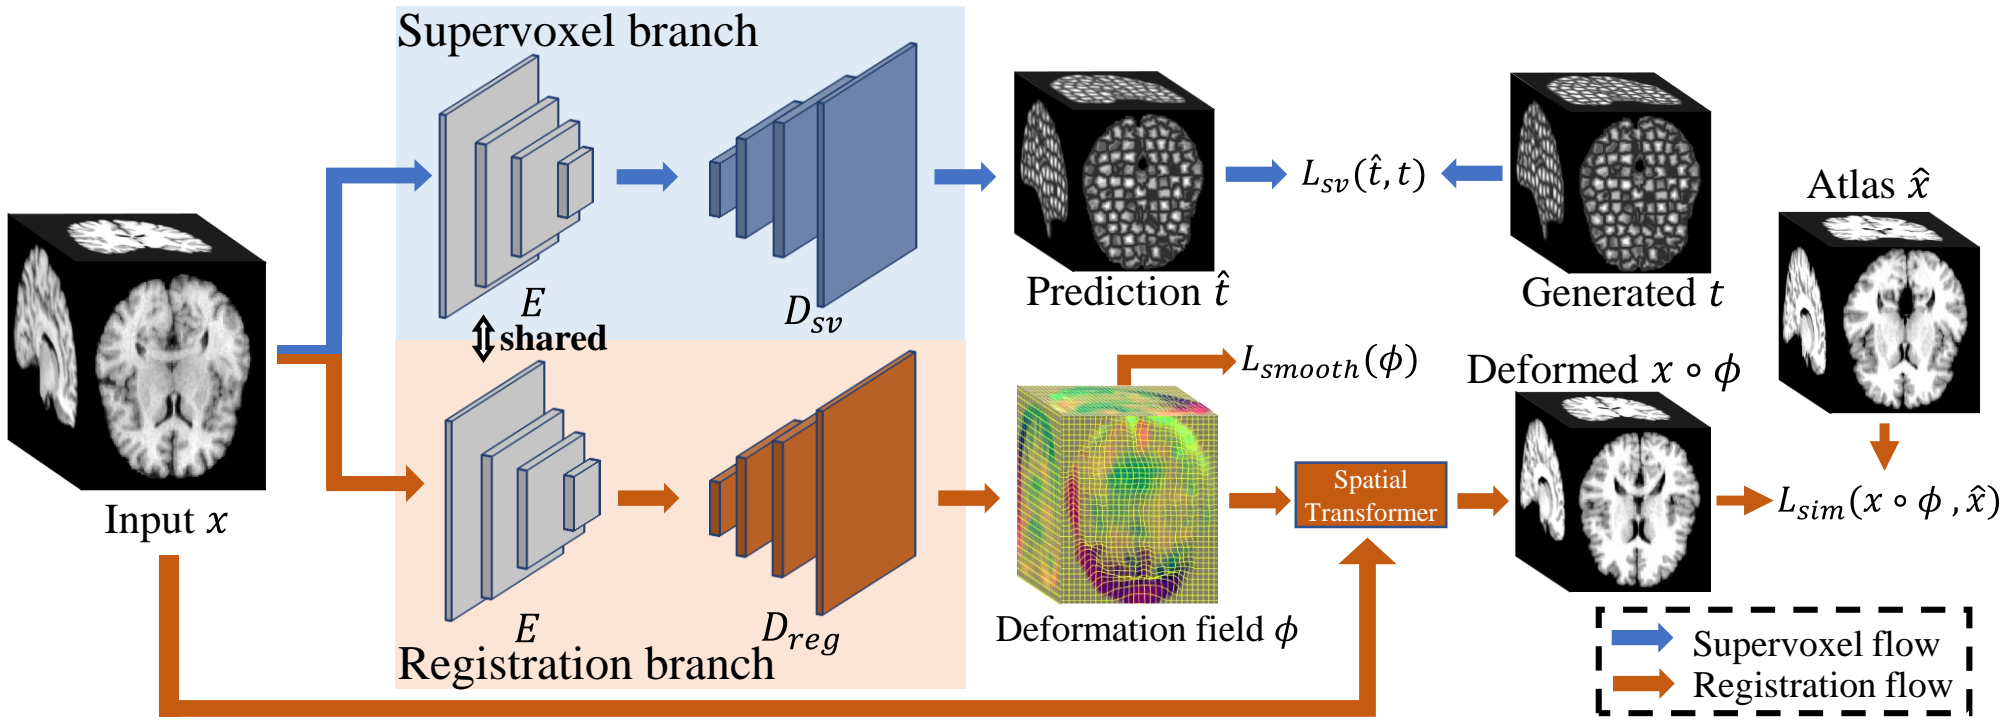 Supervoxel branch
E
D_sv
shared
Prediction t̂
L_sv(t̂, t)
Generated t
Atlas x̂
Input x
E
D_reg
Registration branch
L_smooth(ϕ)
Deformation field ϕ
Spatial
Transformer
Deformed x ∘ ϕ
L_sim(x ∘ ϕ , x̂)
Supervoxel flow
Registration flow